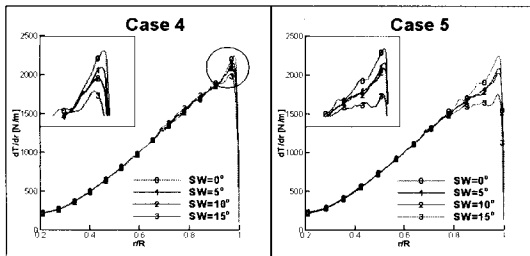 Case 4
dT/dr [N/m]
2500
2000
1500
1000
500
0
0.2
0.4
0.6
0.8
1
r/R
0 SW=0°
1 SW=5°
2 SW=10°
3 SW=15°
Case 5
dT/dr [N/m]
2500
2000
1500
1000
500
0
0.2
0.4
0.6
0.8
1
r/R
0 SW=0°
1 SW=5°
2 SW=10°
3 SW=15°